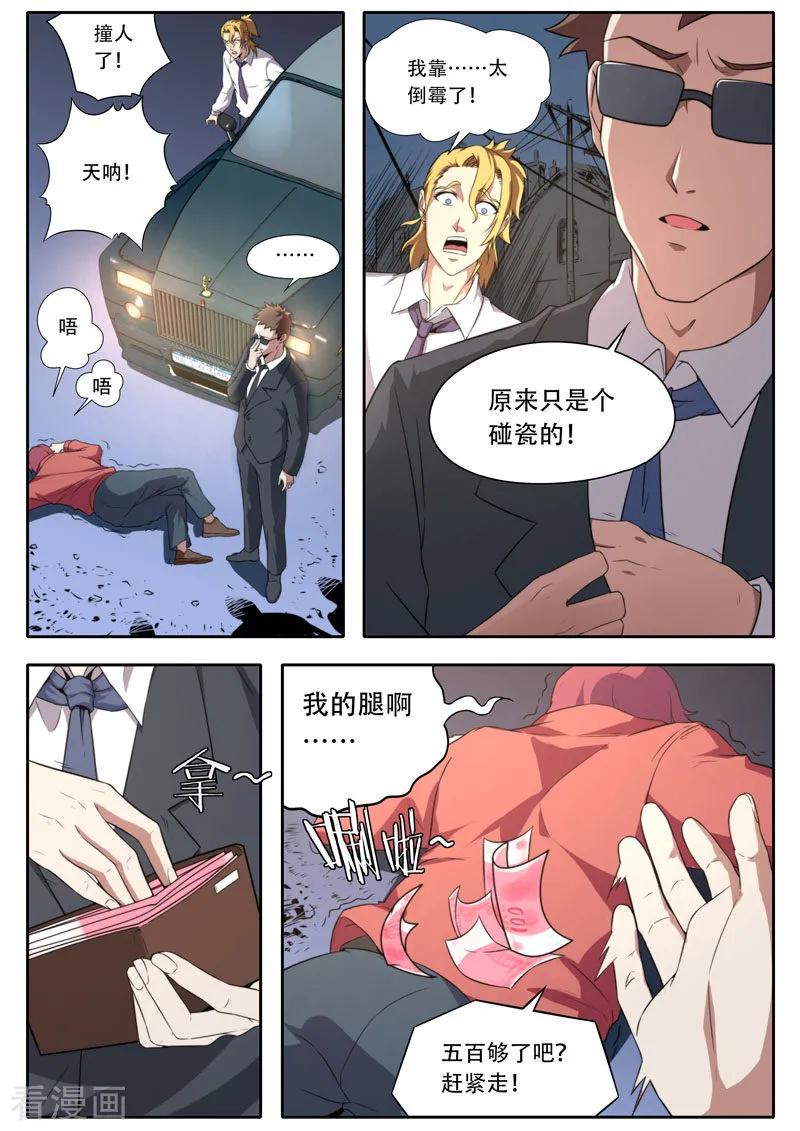 撞人
了！
天呐！
……
唔
唔
我靠……太
倒霉了！
原来只是个
碰瓷的！
拿～
我的腿啊
……
唰啦～
100
五百够了吧？
赶紧走！
看漫画